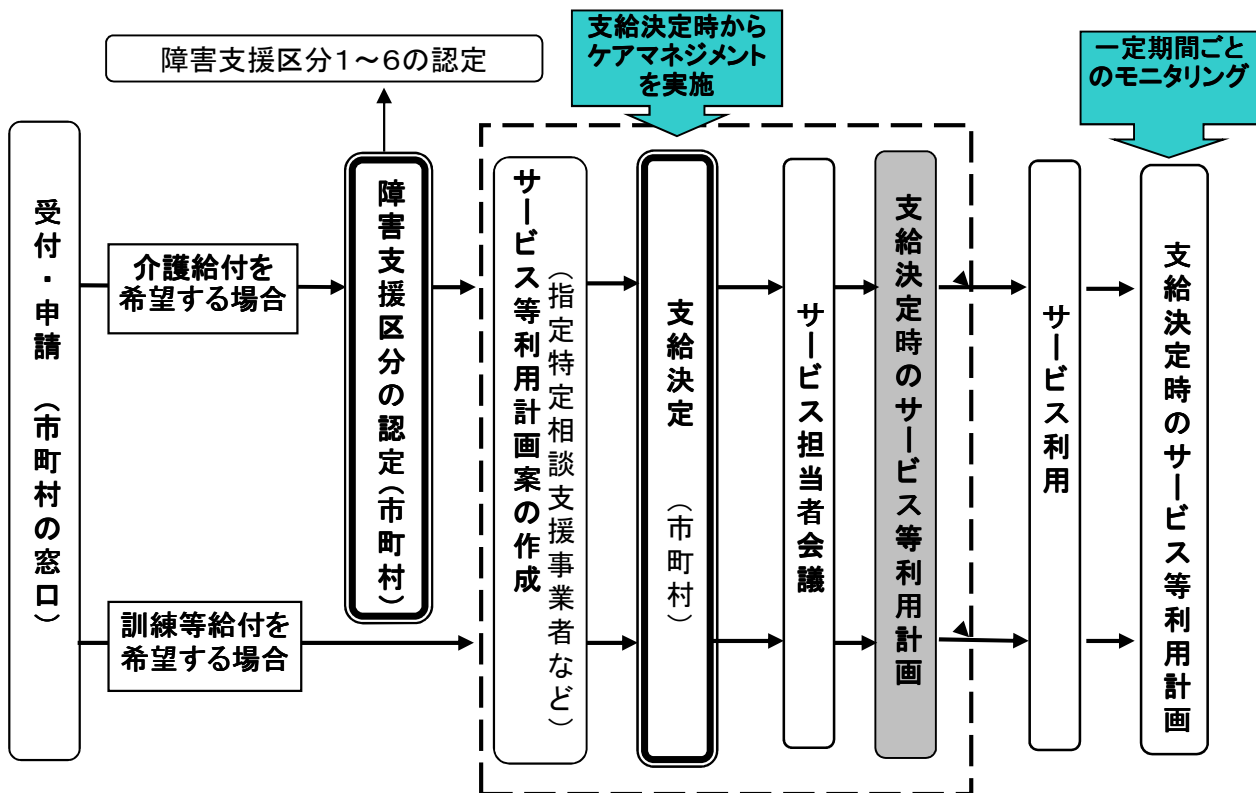 障害支援区分1～6の認定
支給決定時から
ケアマネジメント
を実施
一定期間ごと
のモニタリング
受付・申請（市町村の窓口）
介護給付を
希望する場合
訓練等給付を
希望する場合
障害支援区分の認定（市町村）
サービス等利用計画案の作成
（指定特定相談支援事業者など）
支給決定（市町村）
サービス担当者会議
支給決定時のサービス等利用計画
サービス利用
支給決定時のサービス等利用計画